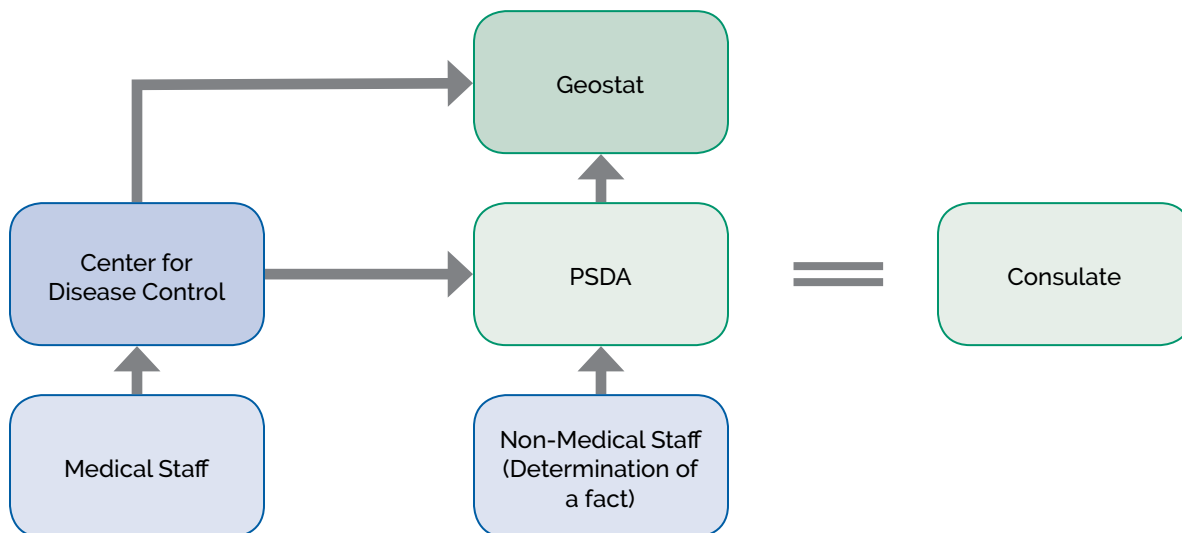 Geostat
Center for
Disease Control
PSDA
Consulate
Medical Staff
Non-Medical Staff
(Determination of
a fact)